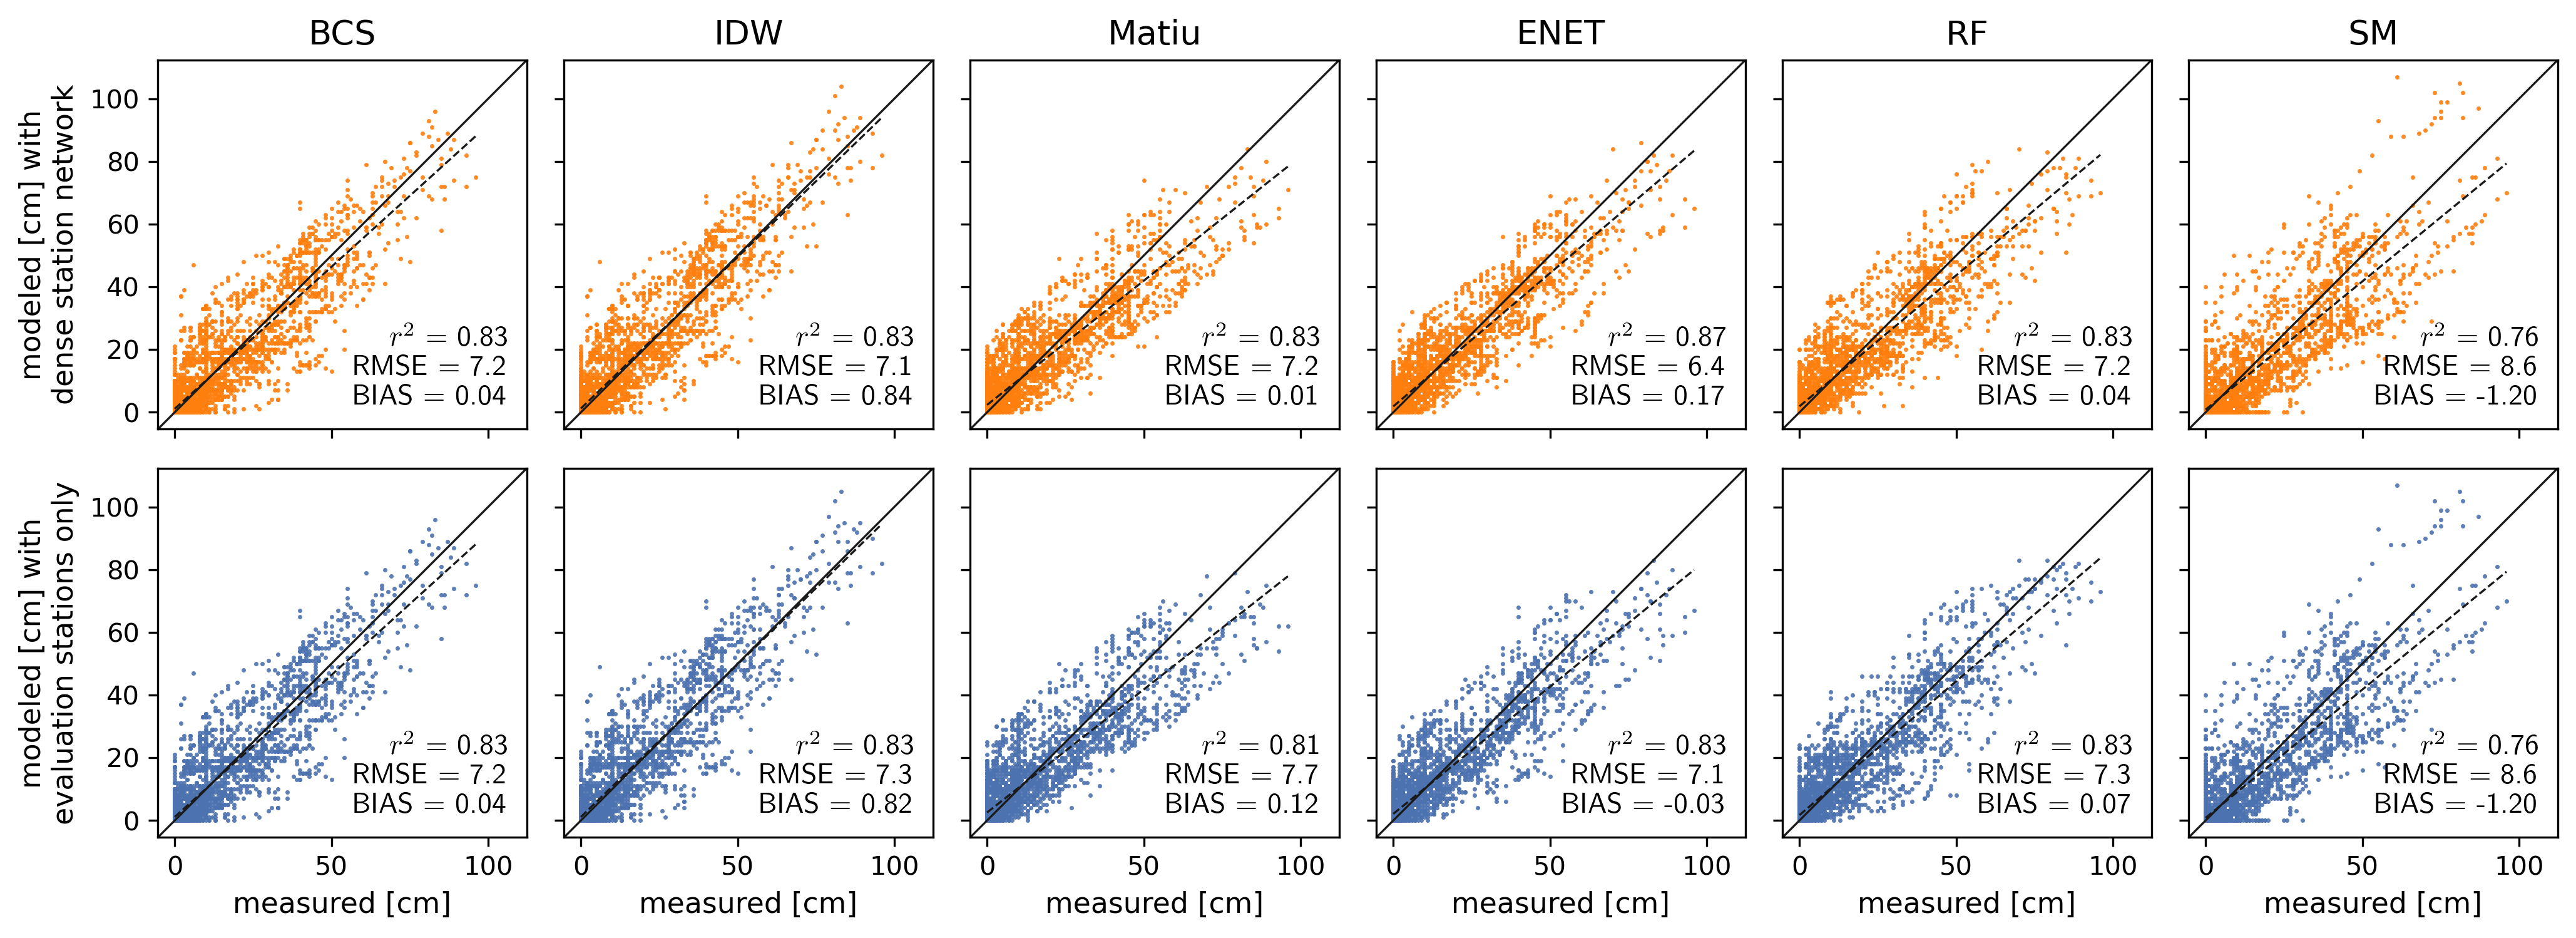 BCS IDW Matiu ENET RF SM
modeled [cm] with
dense station network
100
80
60
40
20
0
r² = 0.83
RMSE = 7.2
BIAS = 0.04
r² = 0.83
RMSE = 7.1
BIAS = 0.84
r² = 0.83
RMSE = 7.2
BIAS = 0.01
r² = 0.87
RMSE = 6.4
BIAS = 0.17
r² = 0.83
RMSE = 7.2
BIAS = 0.04
r² = 0.76
RMSE = 8.6
BIAS = -1.20
modeled [cm] with
evaluation stations only
100
80
60
40
20
0
r² = 0.83
RMSE = 7.2
BIAS = 0.04
r² = 0.83
RMSE = 7.3
BIAS = 0.82
r² = 0.81
RMSE = 7.7
BIAS = 0.12
r² = 0.83
RMSE = 7.1
BIAS = -0.03
r² = 0.83
RMSE = 7.3
BIAS = 0.07
r² = 0.76
RMSE = 8.6
BIAS = -1.20
0 50 100 0 50 100 0 50 100 0 50 100 0 50 100 0 50 100
measured [cm] measured [cm] measured [cm] measured [cm] measured [cm] measured [cm]